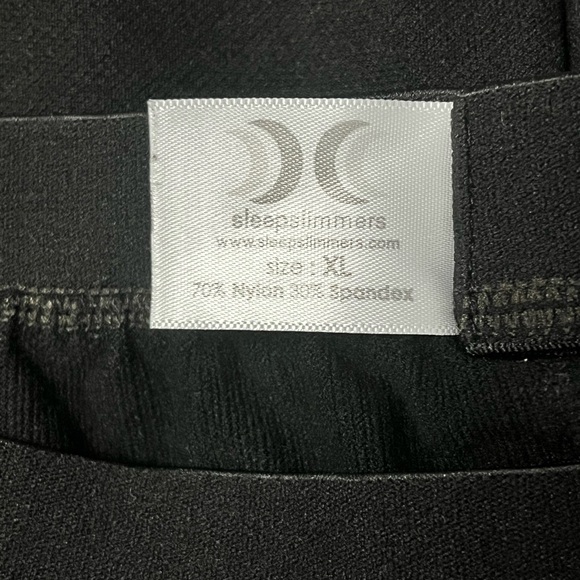 sleepslimmers
www.sleepslimmers.com
size : XL
70% Nylon 30% Spandex